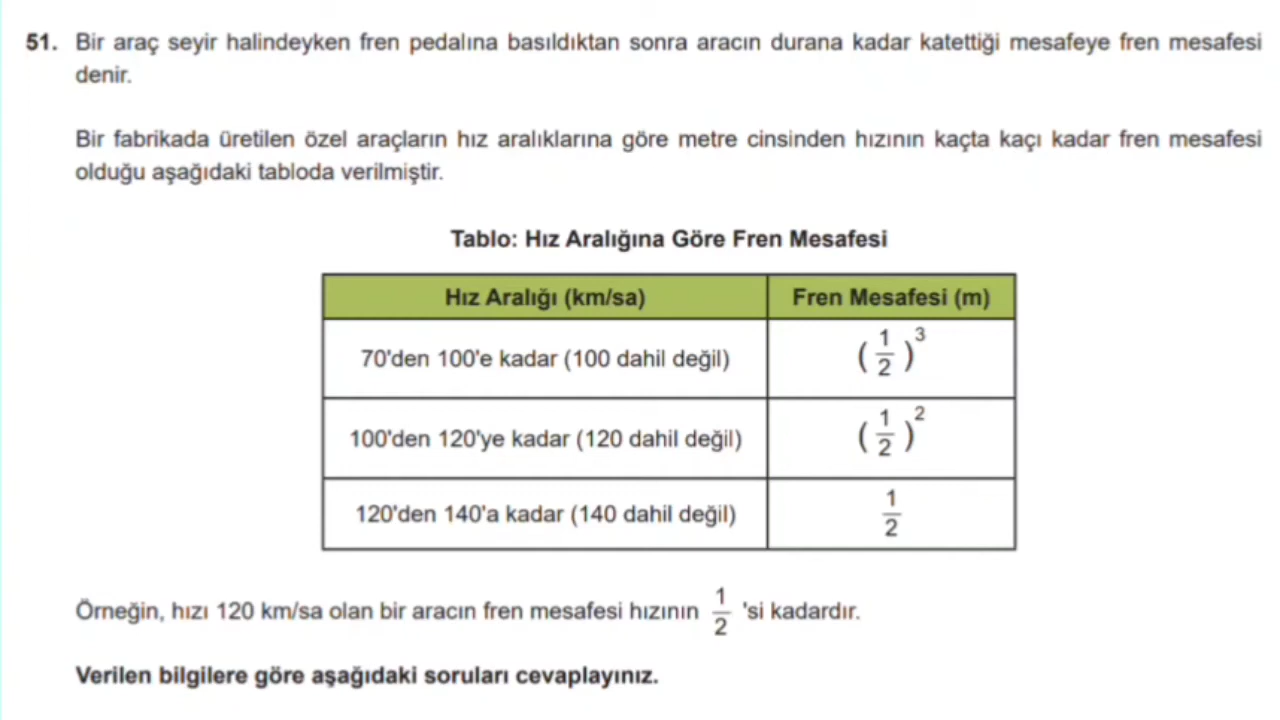 51. Bir araç seyir halindeyken fren pedalına basıldıktan sonra aracın durana kadar katettiği mesafeye fren mesafesi
denir.
Bir fabrikada üretilen özel araçların hız aralıklarına göre metre cinsinden hızının kaçta kaçı kadar fren mesafesi
olduğu aşağıdaki tabloda verilmiştir.
Tablo: Hız Aralığına Göre Fren Mesafesi
Hız Aralığı (km/sa) Fren Mesafesi (m)
70'den 100'e kadar (100 dahil değil) (1/2)³
100'den 120'ye kadar (120 dahil değil) (1/2)²
120'den 140'a kadar (140 dahil değil) 1/2
Örneğin, hızı 120 km/sa olan bir aracın fren mesafesi hızının 1/2 'si kadardır.
Verilen bilgilere göre aşağıdaki soruları cevaplayınız.